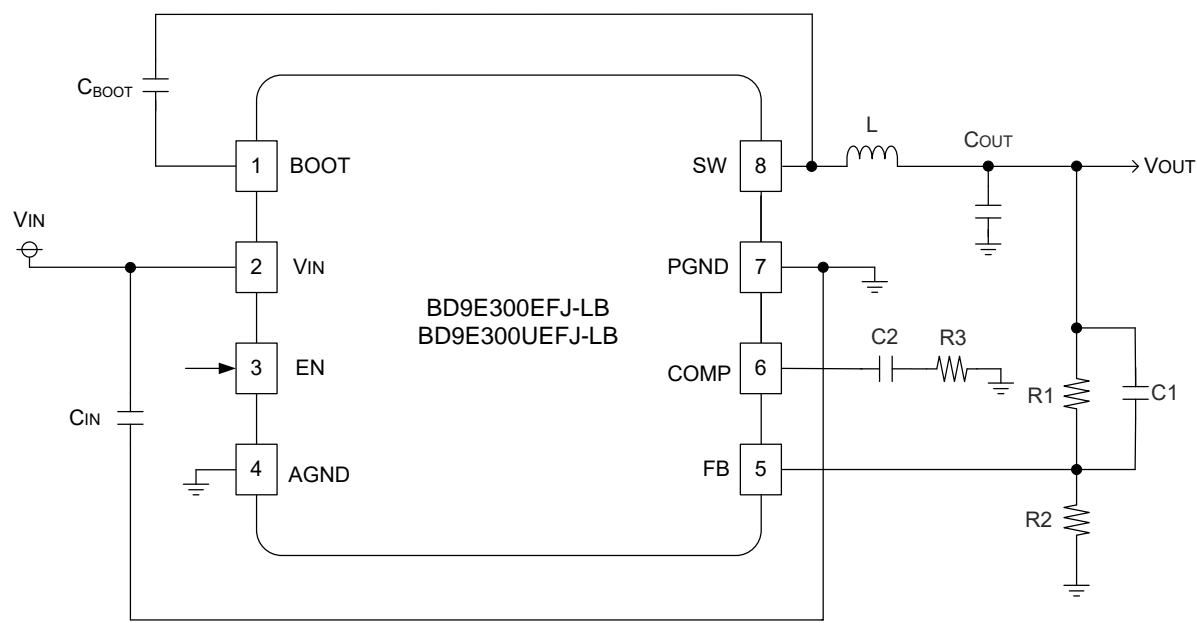 CBOOT
1 BOOT
SW 8
L
COUT
VOUT
VIN
2 VIN
PGND 7
BD9E300EFJ-LB
BD9E300UEFJ-LB
C2 R3
3 EN
COMP 6
R1 C1
CIN
4 AGND
FB 5
R2